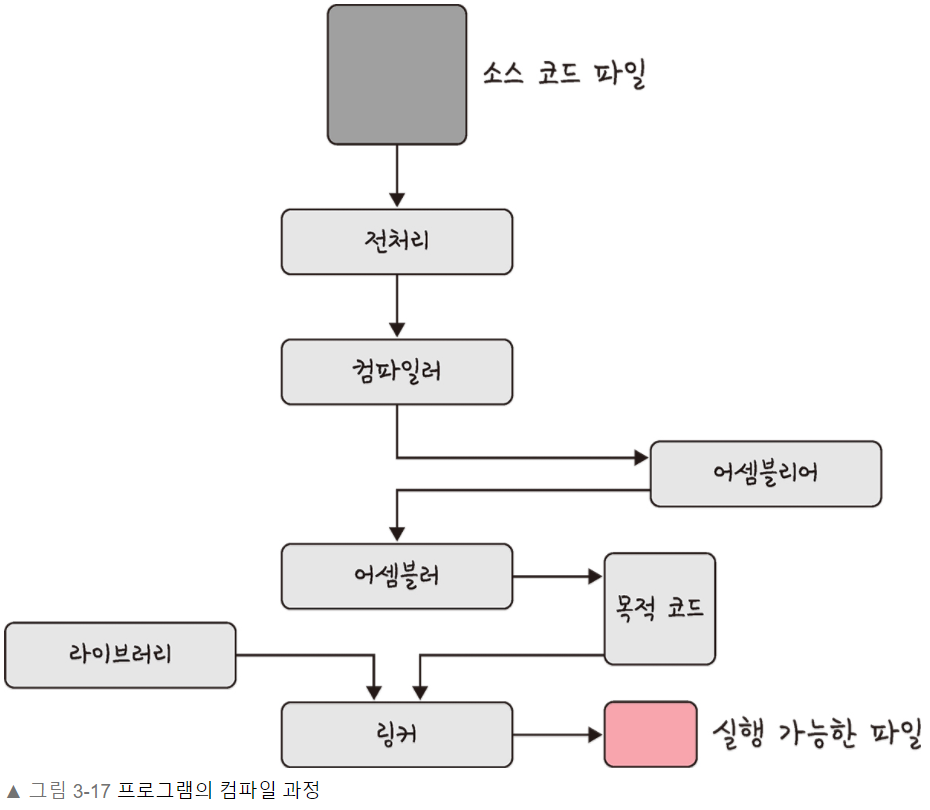 소스 코드 파일
전처리
컴파일러
어셈블리어
어셈블러
목적 코드
라이브러리
링커
실행 가능한 파일
▲ 그림 3-17 프로그램의 컴파일 과정